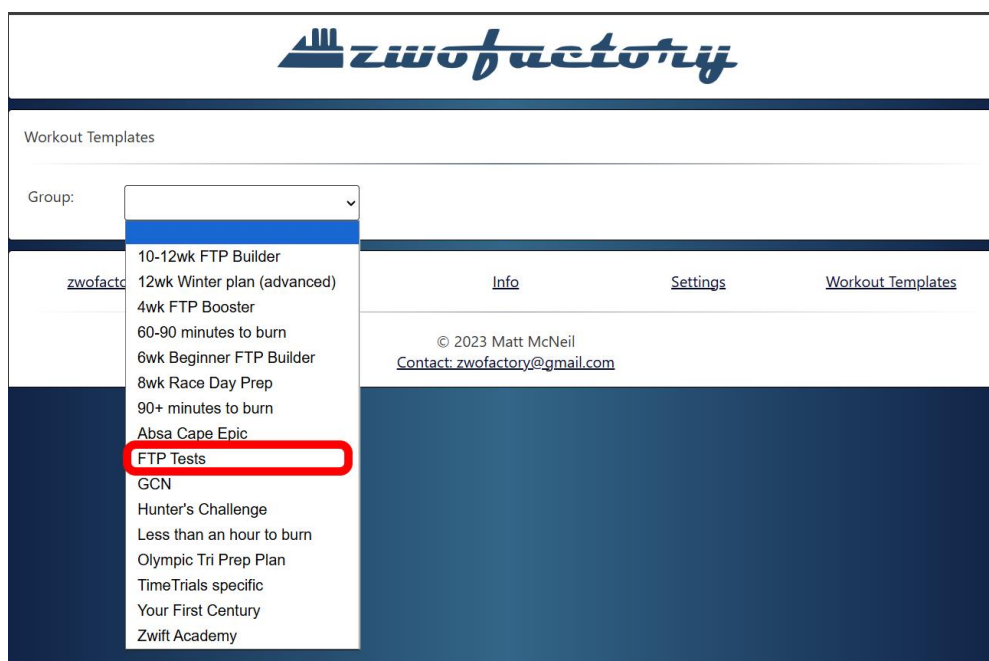 zwofactory
Workout Templates
Group:
10-12wk FTP Builder
12wk Winter plan (advanced)
4wk FTP Booster
60-90 minutes to burn
6wk Beginner FTP Builder
8wk Race Day Prep
90+ minutes to burn
Absa Cape Epic
FTP Tests
GCN
Hunter's Challenge
Less than an hour to burn
Olympic Tri Prep Plan
TimeTrials specific
Your First Century
Zwift Academy
Info Settings Workout Templates
© 2023 Matt McNeil
Contact: zwofactory@gmail.com